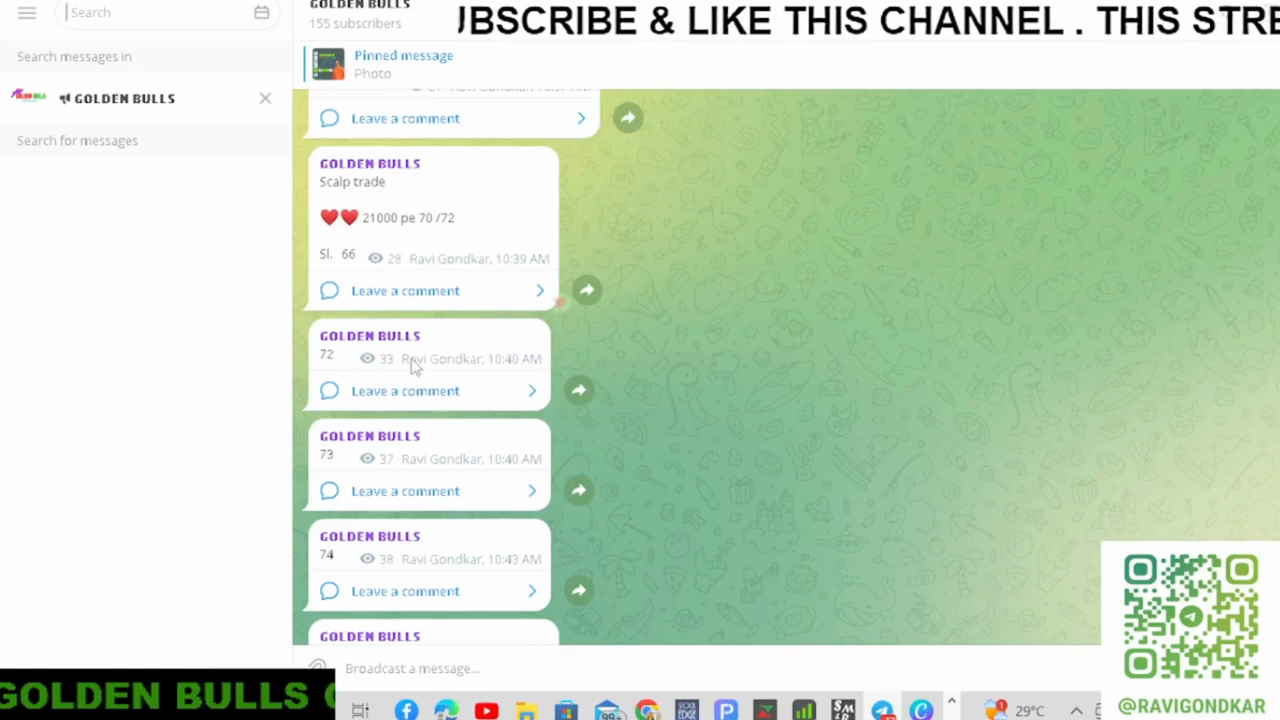 Search
Search messages in
GOLDEN BULLS
Search for messages
GOLDEN BULLS
155 subscribers
UBSCRIBE & LIKE THIS CHANNEL . THIS STRE
Pinned message
Photo
Leave a comment
GOLDEN BULLS
Scalp trade
21000 pe 70 /72
Sl. 66 28 Ravi Gondkar, 10:39 AM
Leave a comment
GOLDEN BULLS
72 33 Ravi Gondkar, 10:40 AM
Leave a comment
GOLDEN BULLS
73 37 Ravi Gondkar, 10:40 AM
Leave a comment
GOLDEN BULLS
74 38 Ravi Gondkar, 10:43 AM
Leave a comment
GOLDEN BULLS
Broadcast a message...
GOLDEN BULLS
29°C
@RAVIGONDKAR